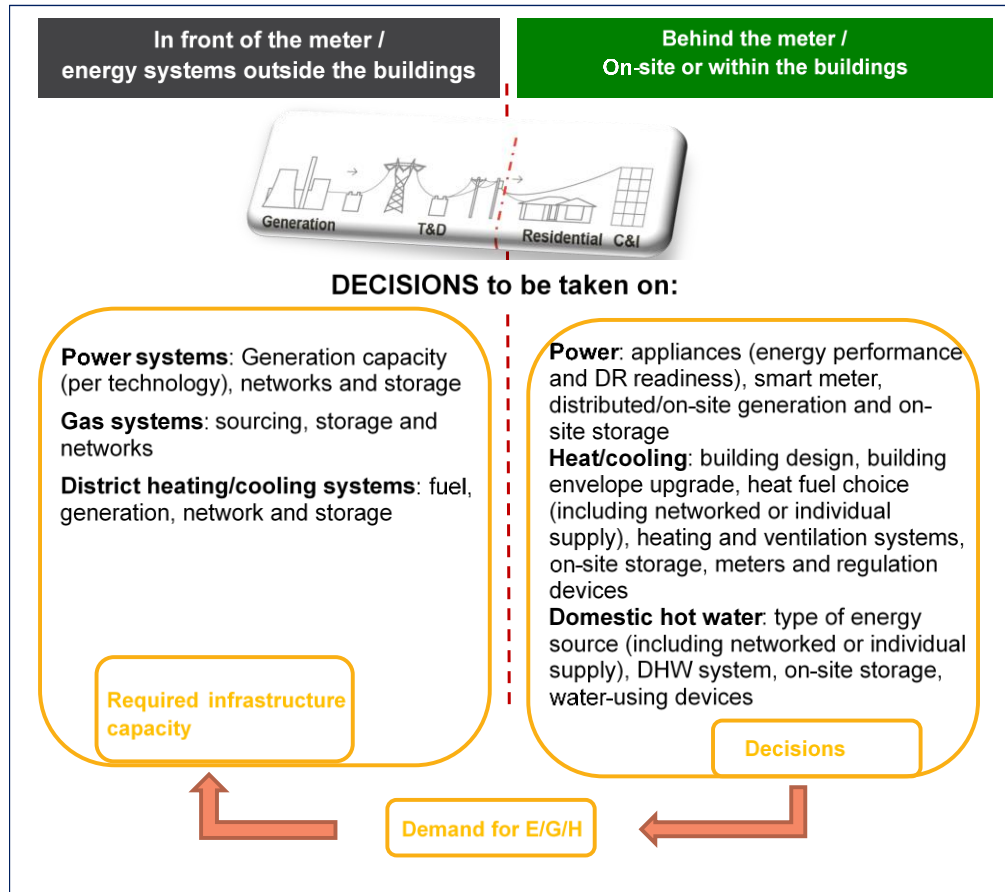 In front of the meter /
energy systems outside the buildings
Behind the meter /
On-site or within the buildings
Generation
T&D
Residential
C&I
DECISIONS to be taken on:
Power systems: Generation capacity
(per technology), networks and storage
Gas systems: sourcing, storage and
networks
District heating/cooling systems: fuel,
generation, network and storage
Required infrastructure
capacity
Power: appliances (energy performance
and DR readiness), smart meter,
distributed/on-site generation and on-
site storage
Heat/cooling: building design, building
envelope upgrade, heat fuel choice
(including networked or individual
supply), heating and ventilation systems,
on-site storage, meters and regulation
devices
Domestic hot water: type of energy
source (including networked or individual
supply), DHW system, on-site storage,
water-using devices
Decisions
Demand for E/G/H